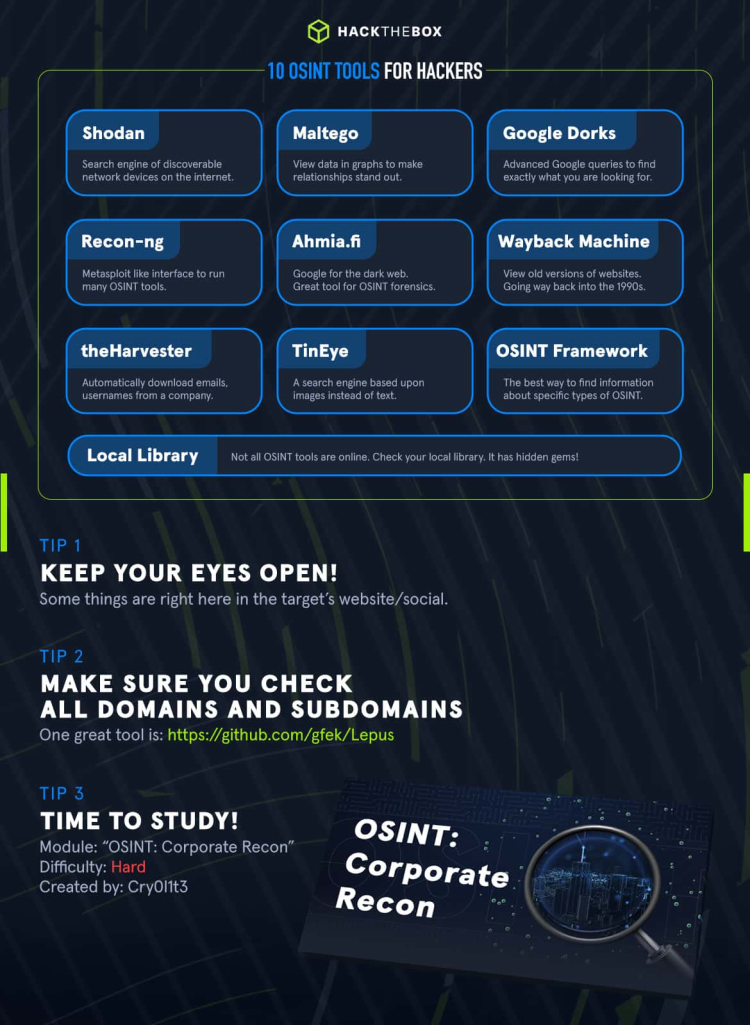 HACKTHEBOX
10 OSINT TOOLS FOR HACKERS
Shodan
Search engine of discoverable
network devices on the internet.
Maltego
View data in graphs to make
relationships stand out.
Google Dorks
Advanced Google queries to find
exactly what you are looking for.
Recon-ng
Metasploit like interface to run
many OSINT tools.
Ahmia.fi
Google for the dark web.
Great tool for OSINT forensics.
Wayback Machine
View old versions of websites.
Going way back into the 1990s.
theHarvester
Automatically download emails,
usernames from a company.
TinEye
A search engine based upon
images instead of text.
OSINT Framework
The best way to find information
about specific types of OSINT.
Local Library
Not all OSINT tools are online. Check your local library. It has hidden gems!
TIP 1
KEEP YOUR EYES OPEN!
Some things are right here in the target's website/social.
TIP 2
MAKE SURE YOU CHECK
ALL DOMAINS AND SUBDOMAINS
One great tool is: https://github.com/gfek/Lepus
TIP 3
TIME TO STUDY!
Module: “OSINT: Corporate Recon”
Difficulty: Hard
Created by: Cry0l1t3
OSINT:
Corporate
Recon